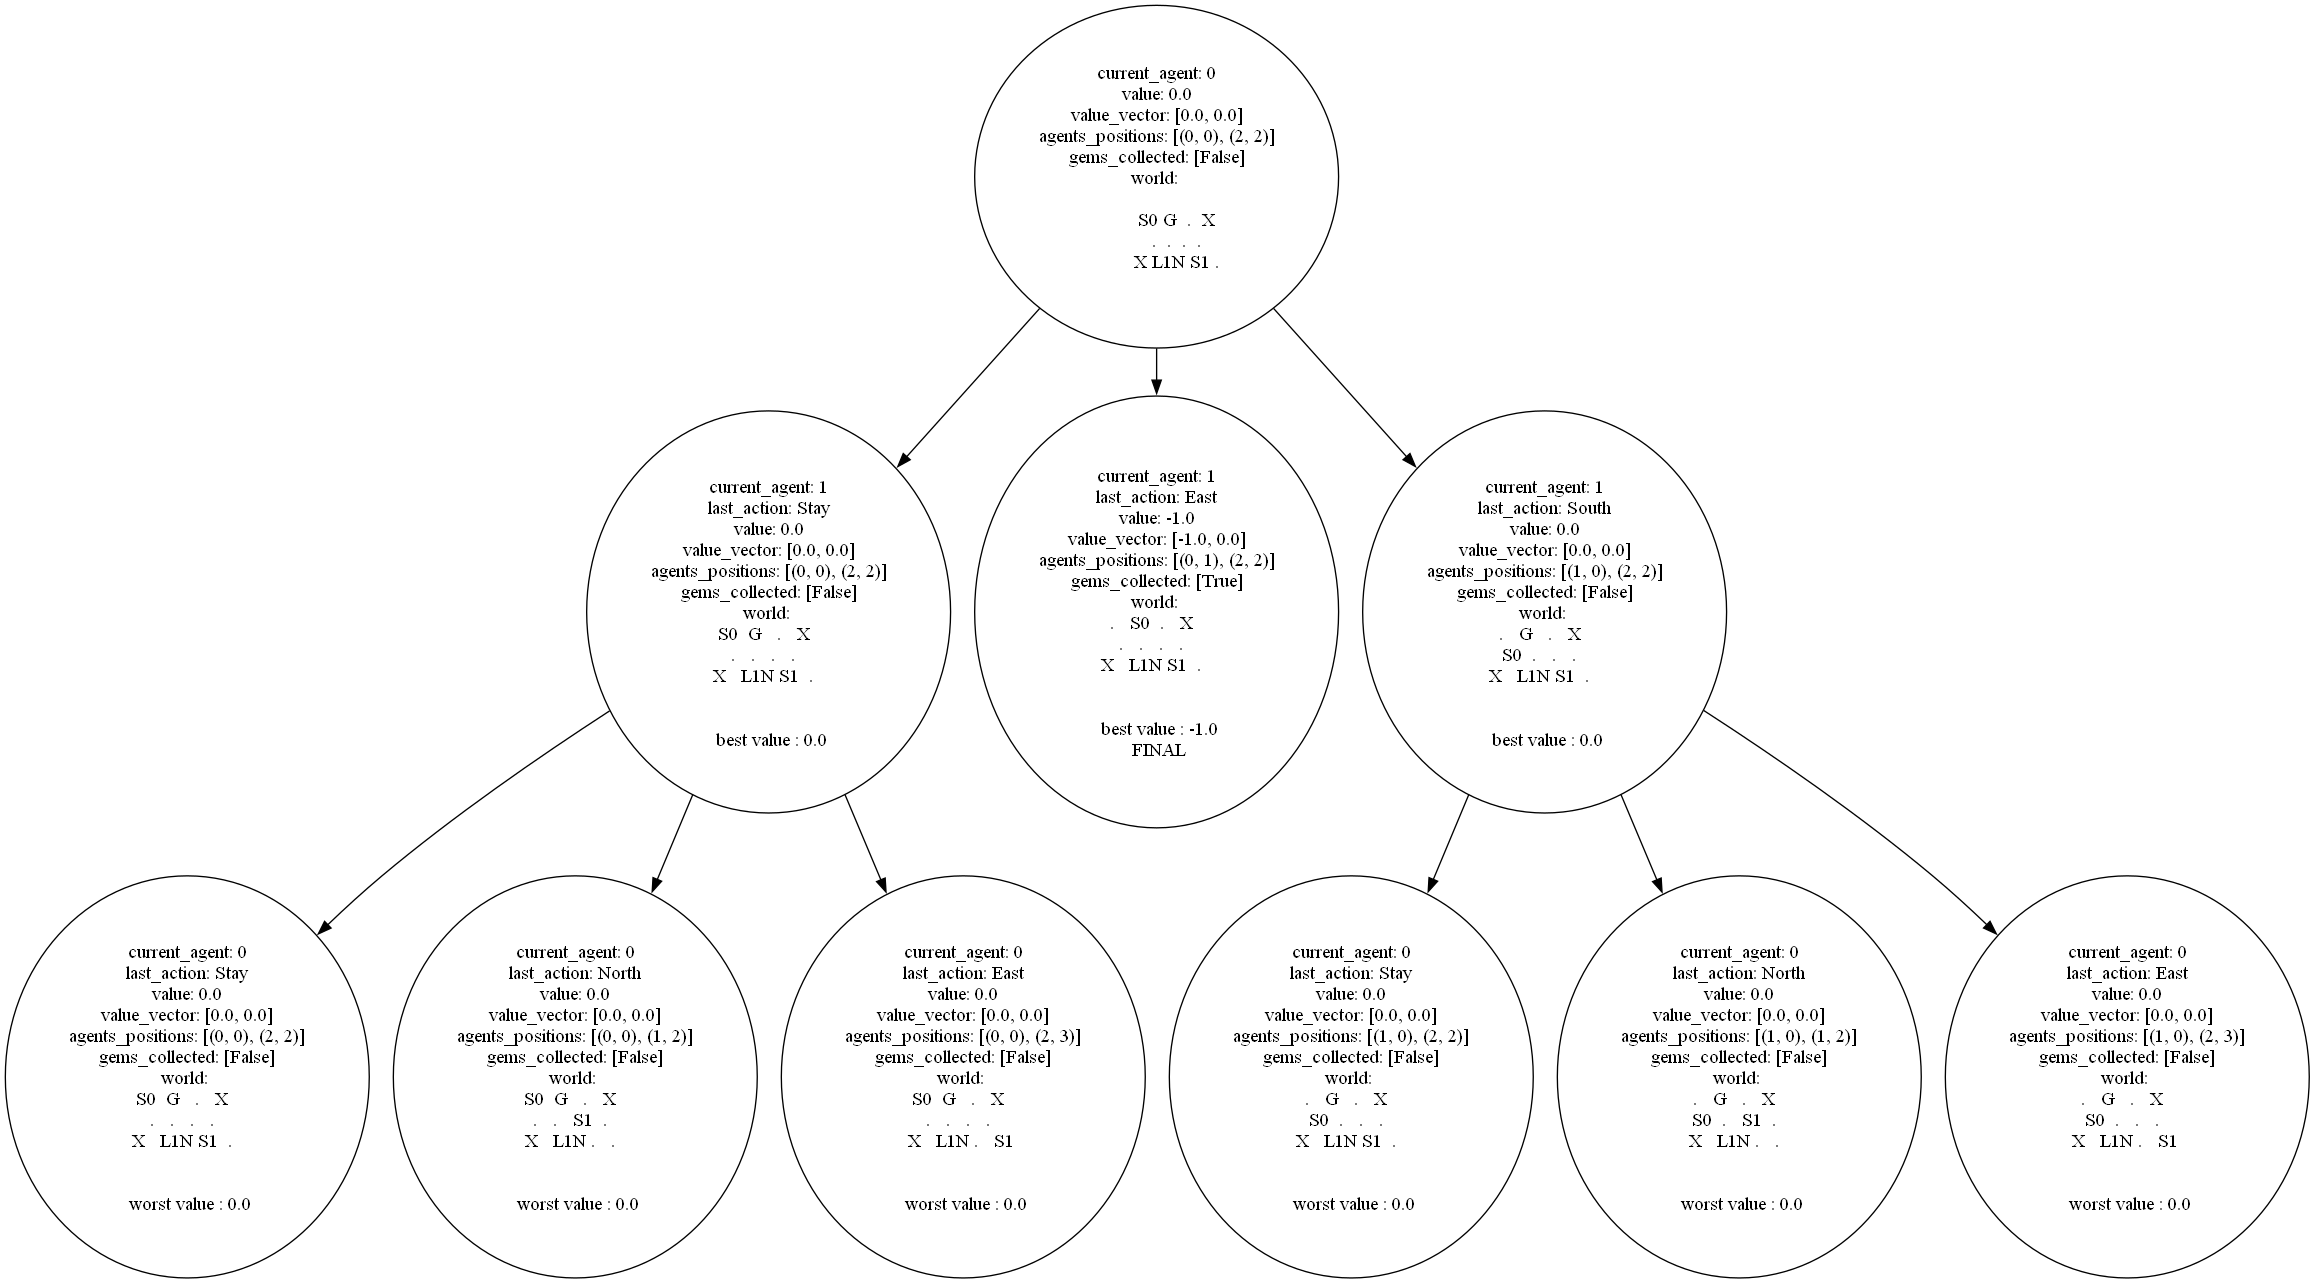 current_agent: 0
value: 0.0
value_vector: [0.0, 0.0]
agents_positions: [(0, 0), (2, 2)]
gems_collected: [False]
world:
S0 G . X
. . . .
X L1N S1 .
current_agent: 1
last_action: Stay
value: 0.0
value_vector: [0.0, 0.0]
agents_positions: [(0, 0), (2, 2)]
gems_collected: [False]
world:
S0 G . X
. . . .
X L1N S1 .
best value : 0.0
current_agent: 1
last_action: East
value: -1.0
value_vector: [-1.0, 0.0]
agents_positions: [(0, 1), (2, 2)]
gems_collected: [True]
world:
. S0 . X
. . . .
X L1N S1 .
best value : -1.0
FINAL
current_agent: 1
last_action: South
value: 0.0
value_vector: [0.0, 0.0]
agents_positions: [(1, 0), (2, 2)]
gems_collected: [False]
world:
. G . X
S0 . . .
X L1N S1 .
best value : 0.0
current_agent: 0
last_action: Stay
value: 0.0
value_vector: [0.0, 0.0]
agents_positions: [(0, 0), (2, 2)]
gems_collected: [False]
world:
S0 G . X
. . . .
X L1N S1 .
worst value : 0.0
current_agent: 0
last_action: North
value: 0.0
value_vector: [0.0, 0.0]
agents_positions: [(0, 0), (1, 2)]
gems_collected: [False]
world:
S0 G . X
. . S1 .
X L1N . .
worst value : 0.0
current_agent: 0
last_action: East
value: 0.0
value_vector: [0.0, 0.0]
agents_positions: [(0, 0), (2, 3)]
gems_collected: [False]
world:
S0 G . X
. . . .
X L1N . S1
worst value : 0.0
current_agent: 0
last_action: Stay
value: 0.0
value_vector: [0.0, 0.0]
agents_positions: [(1, 0), (2, 2)]
gems_collected: [False]
world:
. G . X
S0 . . .
X L1N S1 .
worst value : 0.0
current_agent: 0
last_action: North
value: 0.0
value_vector: [0.0, 0.0]
agents_positions: [(1, 0), (1, 2)]
gems_collected: [False]
world:
. G . X
S0 . S1 .
X L1N . .
worst value : 0.0
current_agent: 0
last_action: East
value: 0.0
value_vector: [0.0, 0.0]
agents_positions: [(1, 0), (2, 3)]
gems_collected: [False]
world:
. G . X
S0 . . .
X L1N . S1
worst value : 0.0